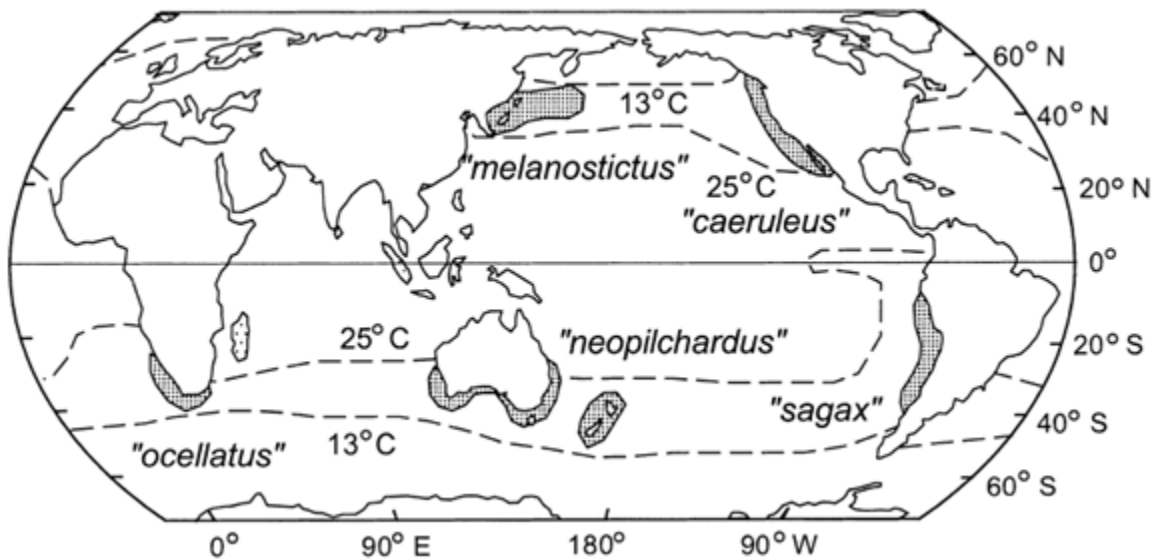 60° N
13°C
40° N
"melanostictus"
25°C
20° N
"caeruleus"
0°
"neopilchardus"
25°C
20° S
"sagax"
40° S
"ocellatus"
13°C
60° S
0°
90° E
180°
90° W